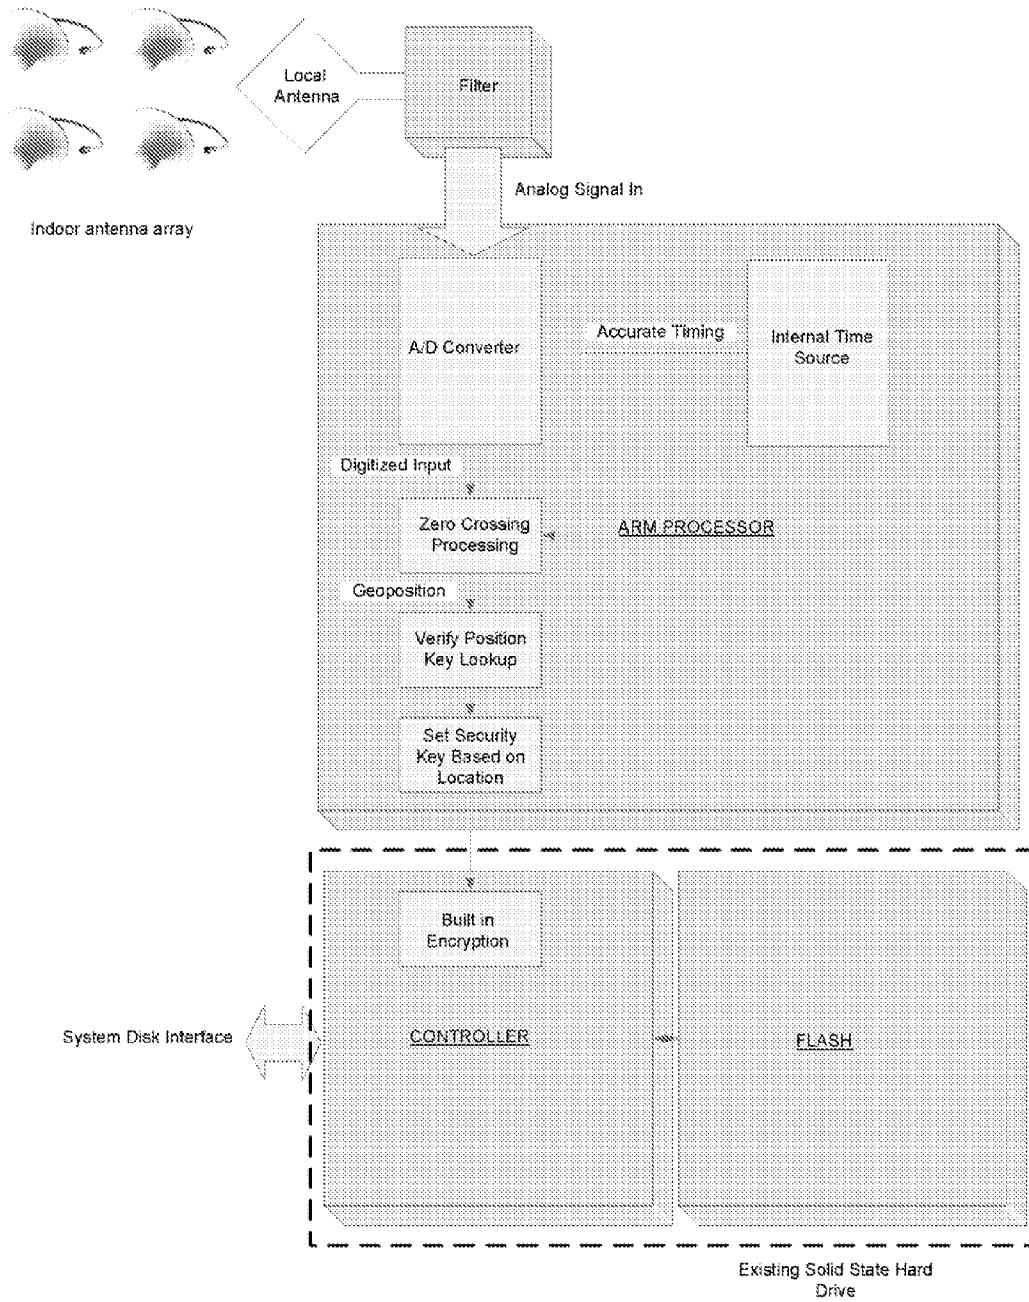 Local
Antenna
Filter
Analog Signal In
Indoor antenna array
A/D Converter
Accurate Timing
Internal Time
Source
Digitized Input
Zero Crossing
Processing
ARM PROCESSOR
Geoposition
Verify Position
Key Lookup
Set Security
Key Based on
Location
Built in
Encryption
System Disk Interface
CONTROLLER
FLASH
Existing Solid State Hard
Drive